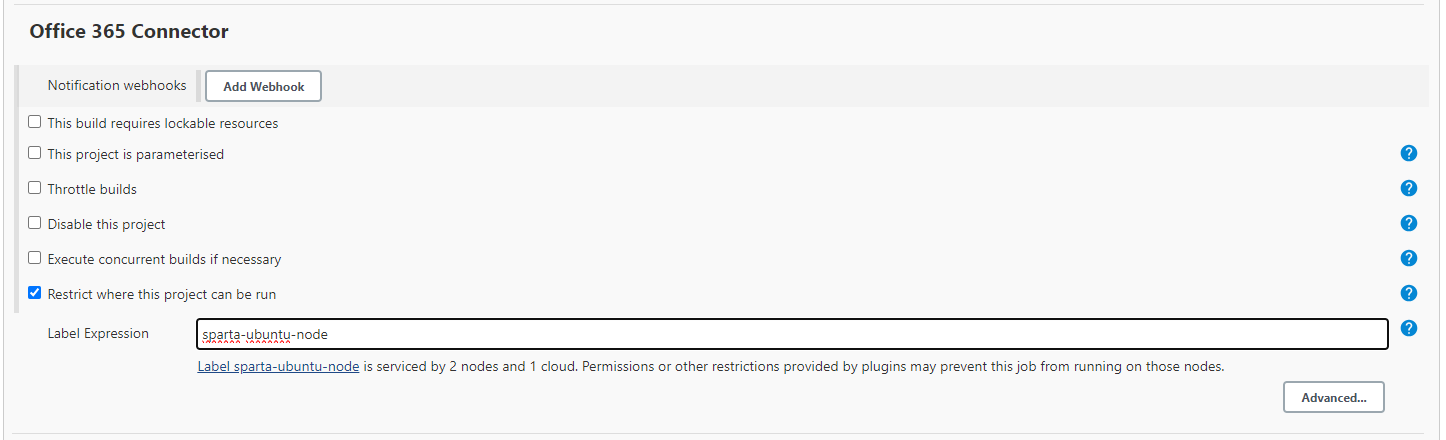 Office 365 Connector
Notification webhooks Add Webhook
This build requires lockable resources
This project is parameterised ?
Throttle builds ?
Disable this project ?
Execute concurrent builds if necessary ?
Restrict where this project can be run ?
Label Expression sparta-ubuntu-node ?
Label sparta-ubuntu-node is serviced by 2 nodes and 1 cloud. Permissions or other restrictions provided by plugins may prevent this job from running on those nodes.
Advanced...